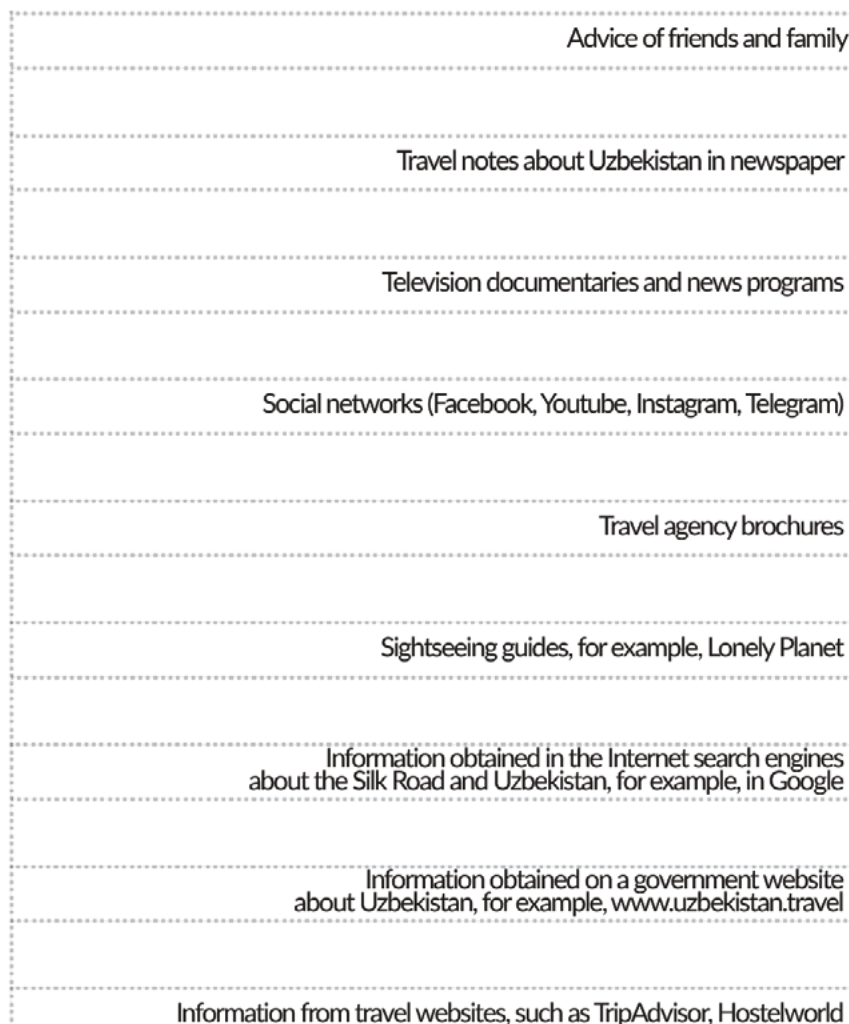 Advice of friends and family
Travel notes about Uzbekistan in newspaper
Television documentaries and news programs
Social networks (Facebook, Youtube, Instagram, Telegram)
Travel agency brochures
Sightseeing guides, for example, Lonely Planet
Information obtained in the Internet search engines
about the Silk Road and Uzbekistan, for example, in Google
Information obtained on a government website
about Uzbekistan, for example, www.uzbekistan.travel
Information from travel websites, such as TripAdvisor, Hostelworld